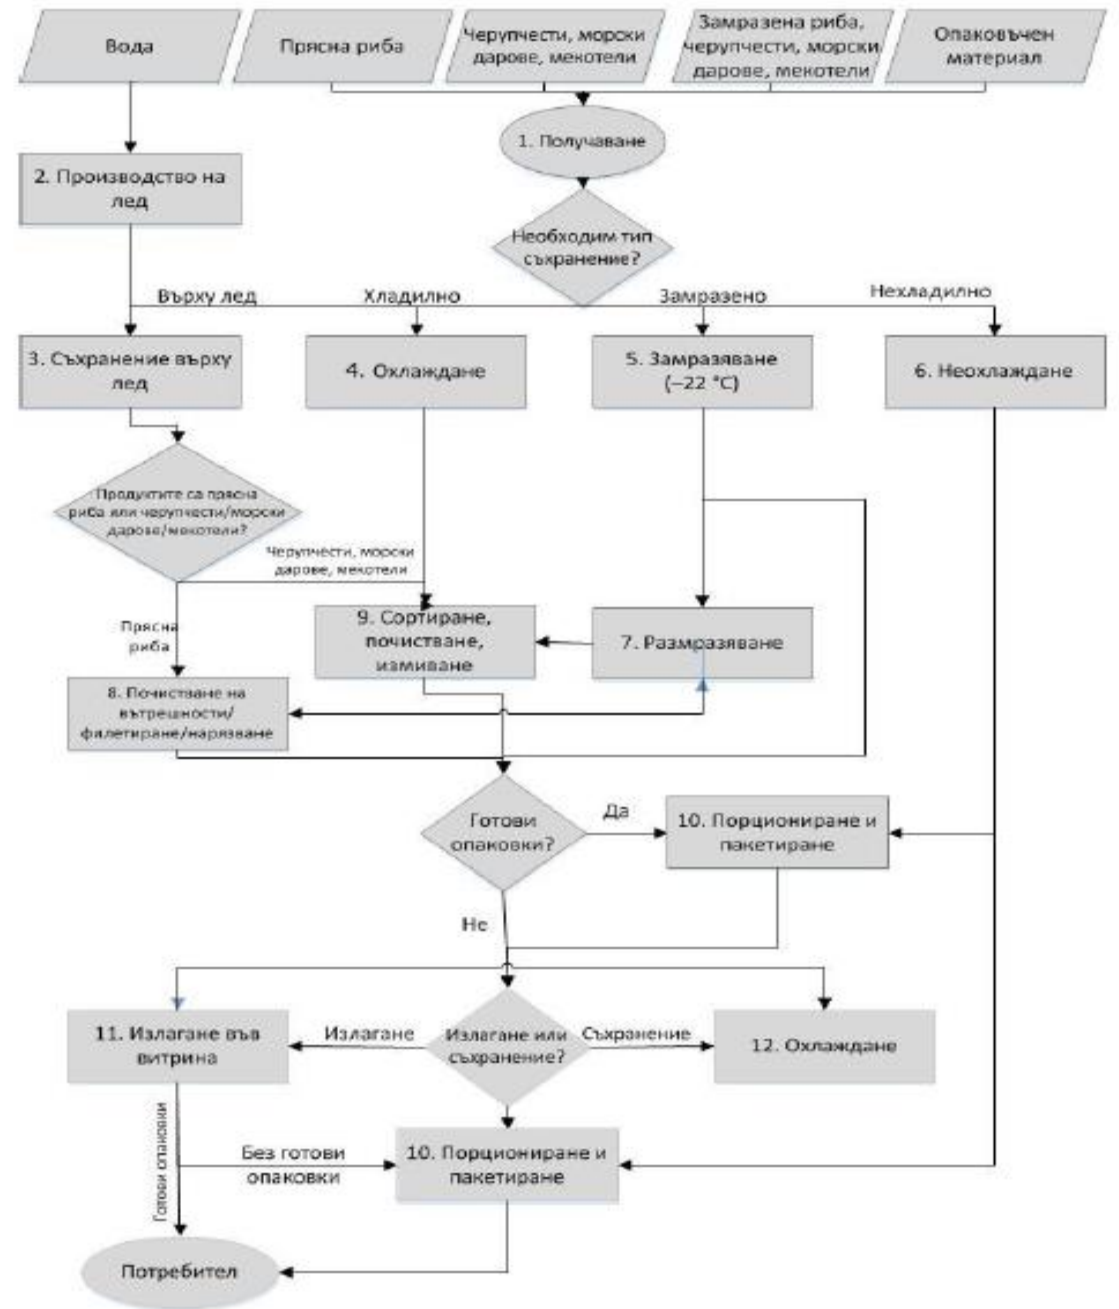 Вода
Прясна риба
Черупчести, морски
дарове, мекотели
Замразена риба,
черупчести, морски
дарове, мекотели
Опаковъчен
материал
1. Получаване
2. Производство на
лед
Необходим тип
съхранение?
Върху лед
Хладилно
Замразено
Нехладилно
3. Съхранение върху
лед
4. Охлаждане
5. Замразяване
(–22 °C)
6. Неохлаждане
Продуктите са прясна
риба или черупчести/морски
дарове/мекотели?
Черупчести, морски
дарове, мекотели
Прясна
риба
9. Сортиране,
почистване,
измиване
7. Размразяване
8. Почистване на
вътрешности/
филетиране/нарязване
Готови
опаковки?
Да
10. Порциониране и
пакетиране
Не
11. Излагане във
витрина
Излагане
Излагане или
съхранение?
Съхранение
12. Охлаждане
Готови опаковки
Без готови
опаковки
10. Порциониране и
пакетиране
Потребител